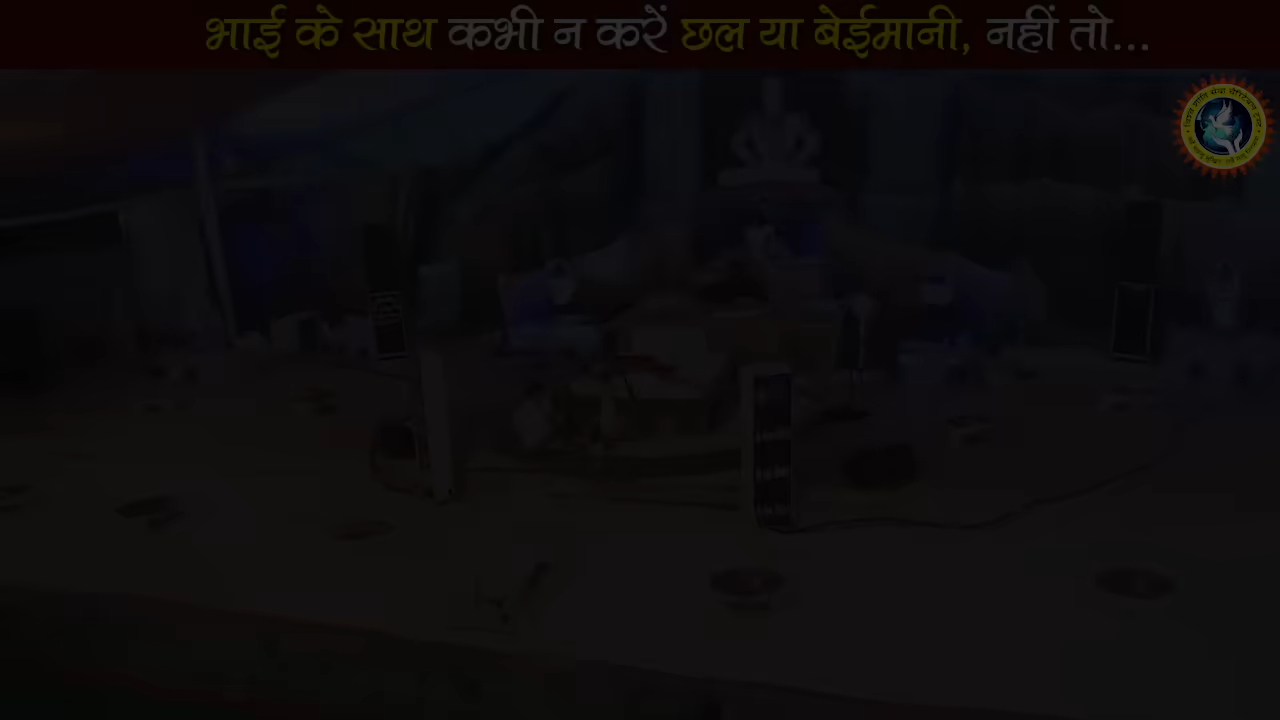 भाई के साथ कभी न करें छल या बेईमानी, नहीं तो...